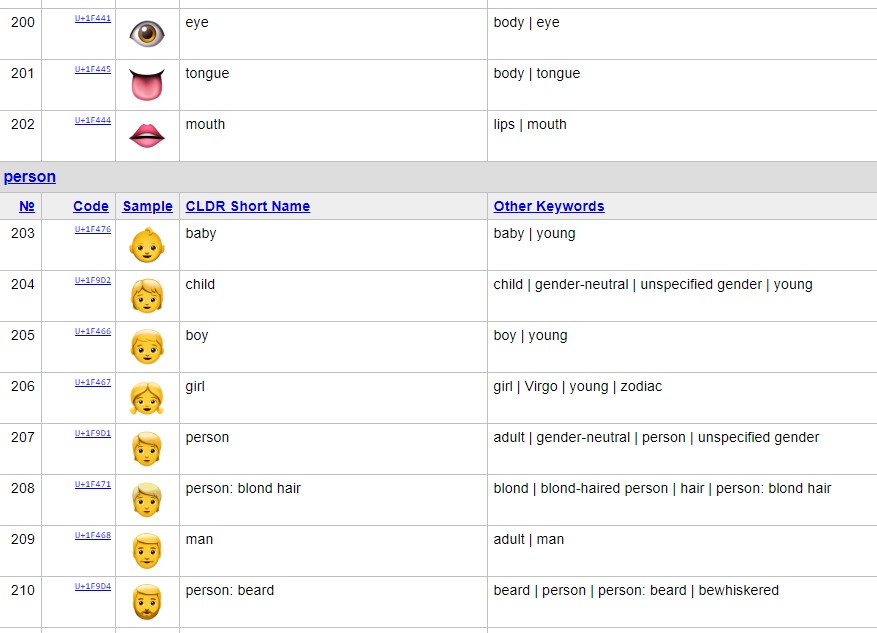 200 U+1F441 eye body | eye
201 U+1F445 tongue body | tongue
202 U+1F444 mouth lips | mouth
person
№ Code Sample CLDR Short Name Other Keywords
203 U+1F476 baby baby | young
204 U+1F9D2 child child | gender-neutral | unspecified gender | young
205 U+1F466 boy boy | young
206 U+1F467 girl girl | Virgo | young | zodiac
207 U+1F9D1 person adult | gender-neutral | person | unspecified gender
208 U+1F471 person: blond hair blond | blond-haired person | hair | person: blond hair
209 U+1F468 man adult | man
210 U+1F9D4 person: beard beard | person | person: beard | bewhiskered